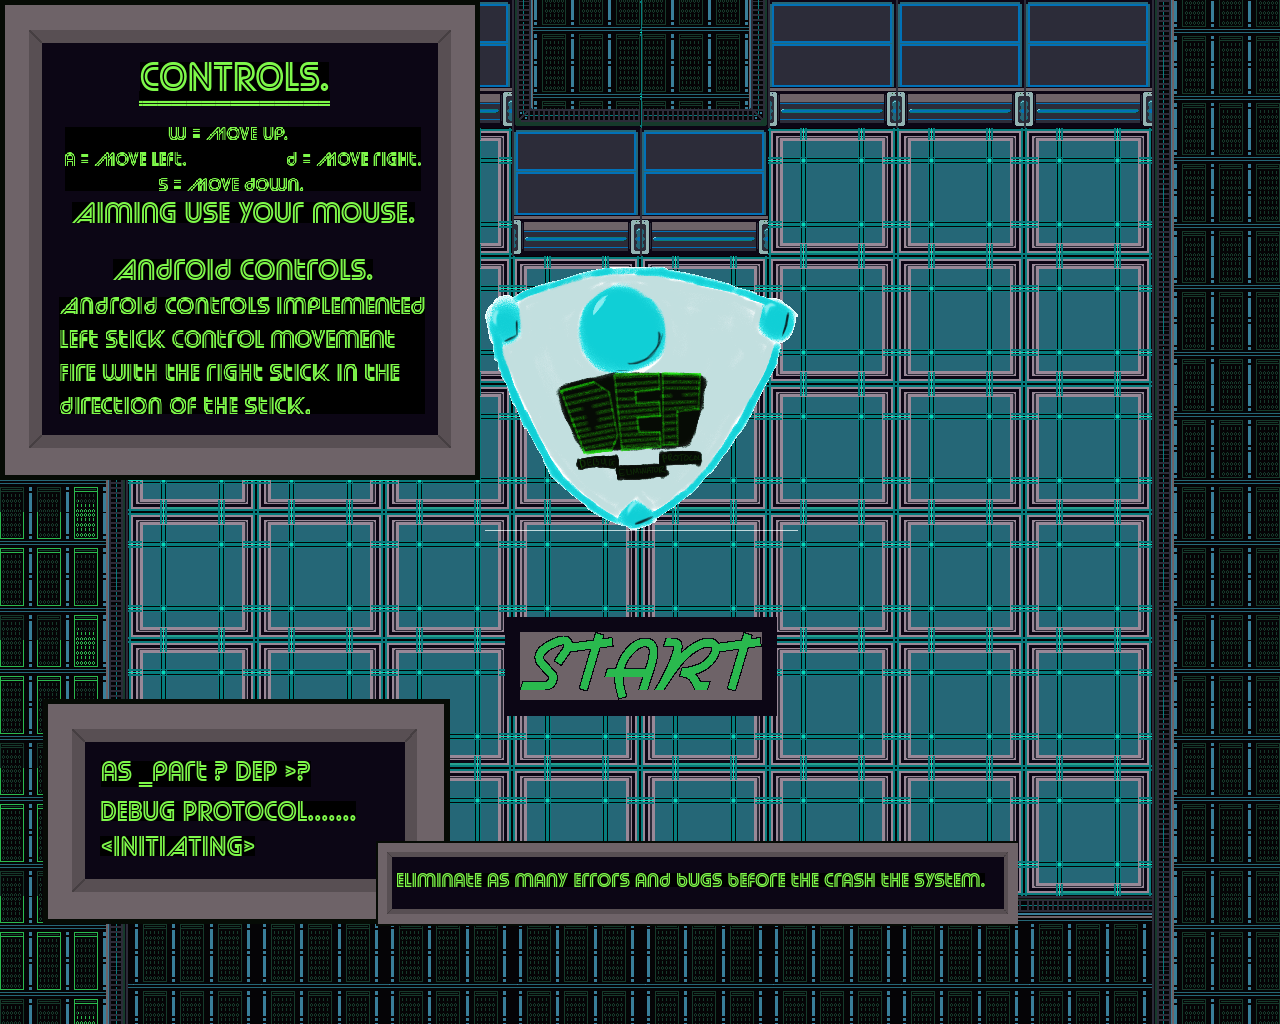 CONTROLS.
W = MOVE UP.
A = MOVE LEft. d = MOVE rIGHt.
S = MOVE dOWN.
AIMING USE YOUr MOUSE.
ANdrOId CONtrOLS.
ANdrOId CONtrOLS IMPLEMENtEd
LEft StICK CONtrOL MOVEMENt
FIrE WItH tHE rIGHt StICK IN tHE
dIrECtION OF tHE StICK.
DEP
START
AS _PArt ? DEP >?
DEBUG PROTOCOL.......
<INITIATING>
ELIMINAtE AS MANY ErrOrS ANd bUGS bEFOrE tHE CrASH tHE SYStEM.